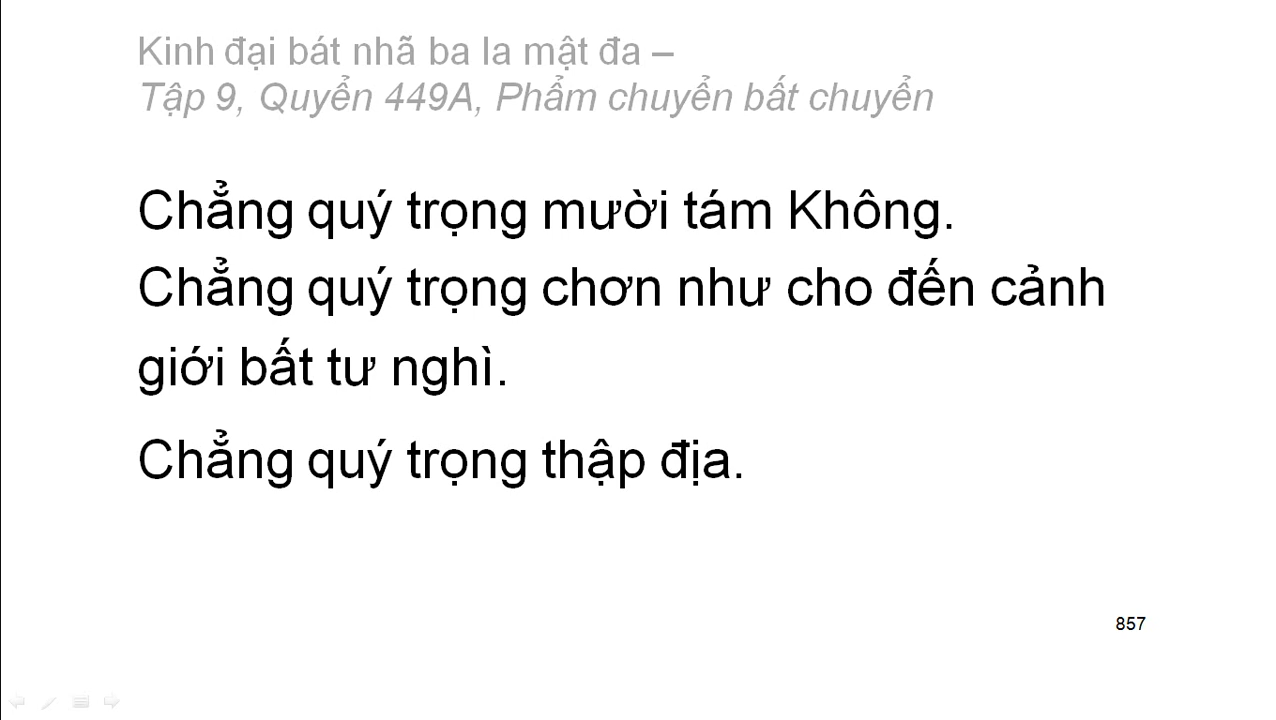 Kinh đại bát nhã ba la mật đa –
Tập 9, Quyển 449A, Phẩm chuyển bất chuyển
Chẳng quý trọng mười tám Không.
Chẳng quý trọng chơn như cho đến cảnh
giới bất tư nghì.
Chẳng quý trọng thập địa.
857